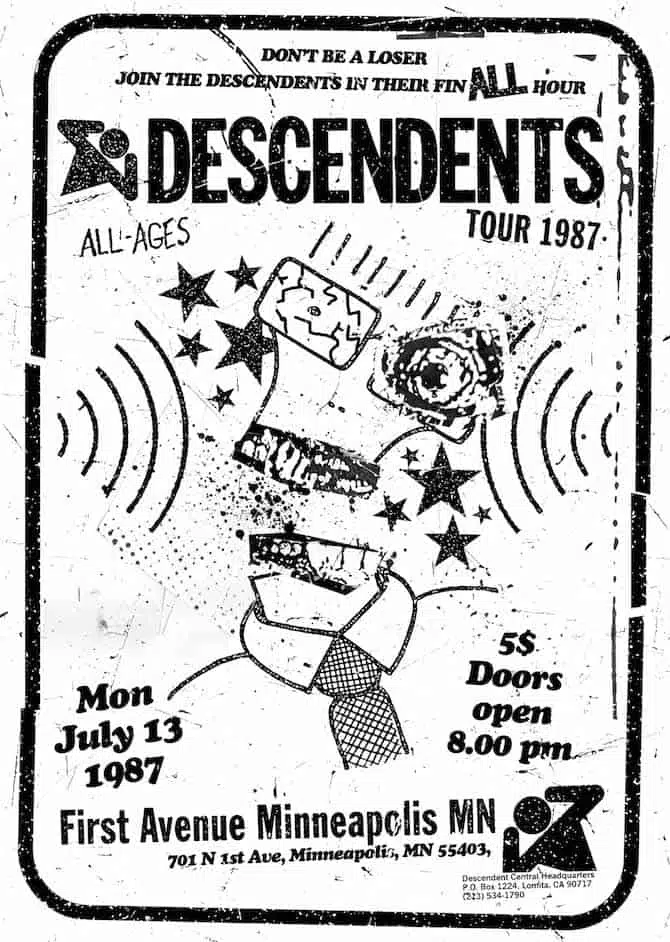 DON'T BE A LOSER
JOIN THE DESCENDENTS IN THEIR FIN ALL HOUR
DESCENDENTS
TOUR 1987
ALL-AGES
Mon
July 13
1987
5$
Doors
open
8.00 pm
First Avenue Minneapolis MN
701 N 1st Ave, Minneapolis, MN 55403,
Descendent Central Headquarters
P.O. Box 1224, Lomita, CA 90717
(213) 534-1790